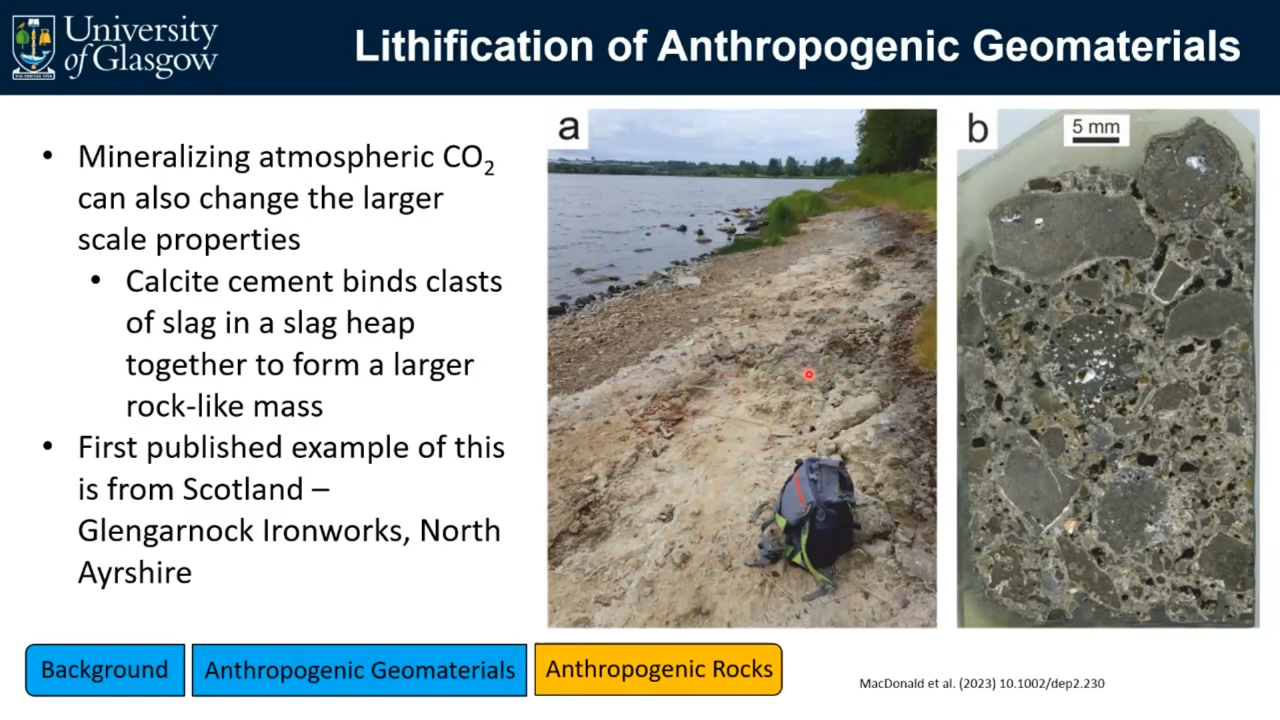 University
of Glasgow
Lithification of Anthropogenic Geomaterials
• Mineralizing atmospheric CO₂
can also change the larger
scale properties
• Calcite cement binds clasts
of slag in a slag heap
together to form a larger
rock-like mass
• First published example of this
is from Scotland –
Glengarnock Ironworks, North
Ayrshire
a
b
5 mm
Background
Anthropogenic Geomaterials
Anthropogenic Rocks
MacDonald et al. (2023) 10.1002/dep2.230